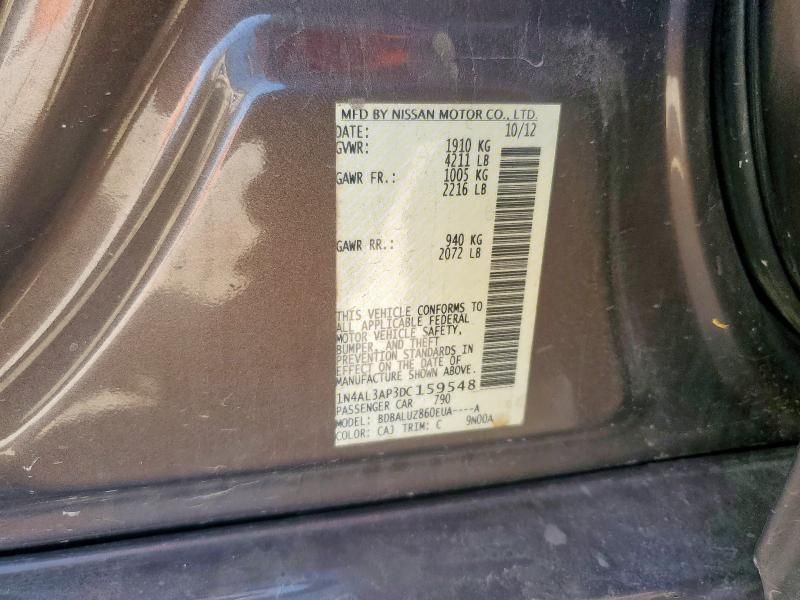 MFD BY NISSAN MOTOR CO., LTD.
DATE: 10/12
GVWR: 1910 KG
4211 LB
GAWR FR.: 1005 KG
2216 LB
GAWR RR.: 940 KG
2072 LB
THIS VEHICLE CONFORMS TO
ALL APPLICABLE FEDERAL
MOTOR VEHICLE SAFETY,
BUMPER, AND THEFT
PREVENTION STANDARDS IN
EFFECT ON THE DATE OF
MANUFACTURE SHOWN ABOVE.
1N4AL3AP3DC159548
PASSENGER CAR 790
MODEL: BDBALUZ860EUA----A
COLOR: CAJ TRIM: C 9N00A